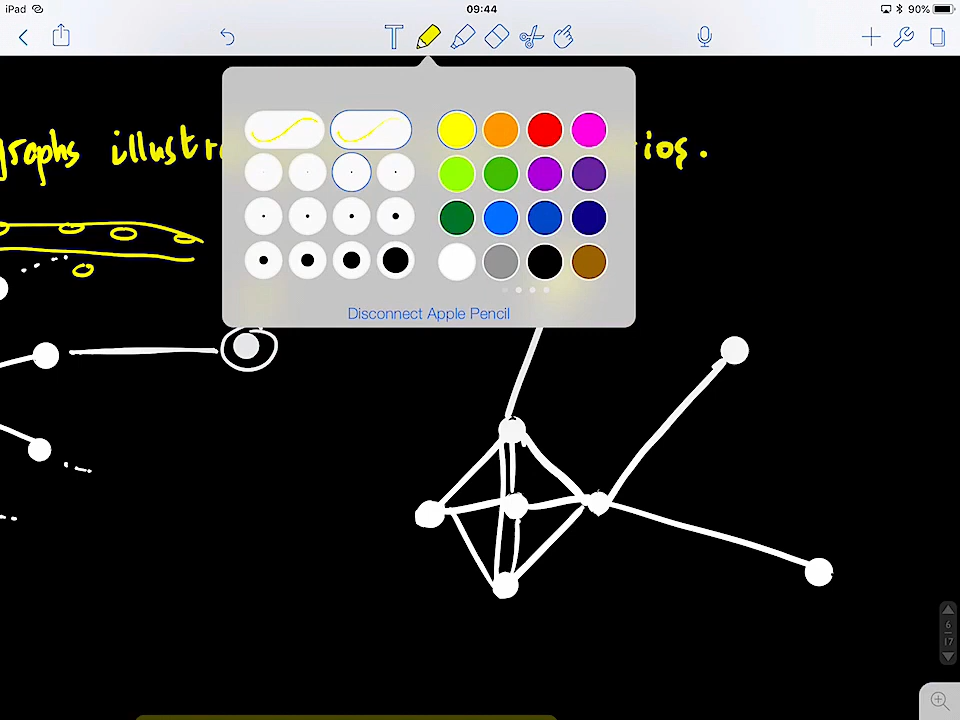 iPad 09:44 90%
T
graphs illustr ios.
Disconnect Apple Pencil
6
17